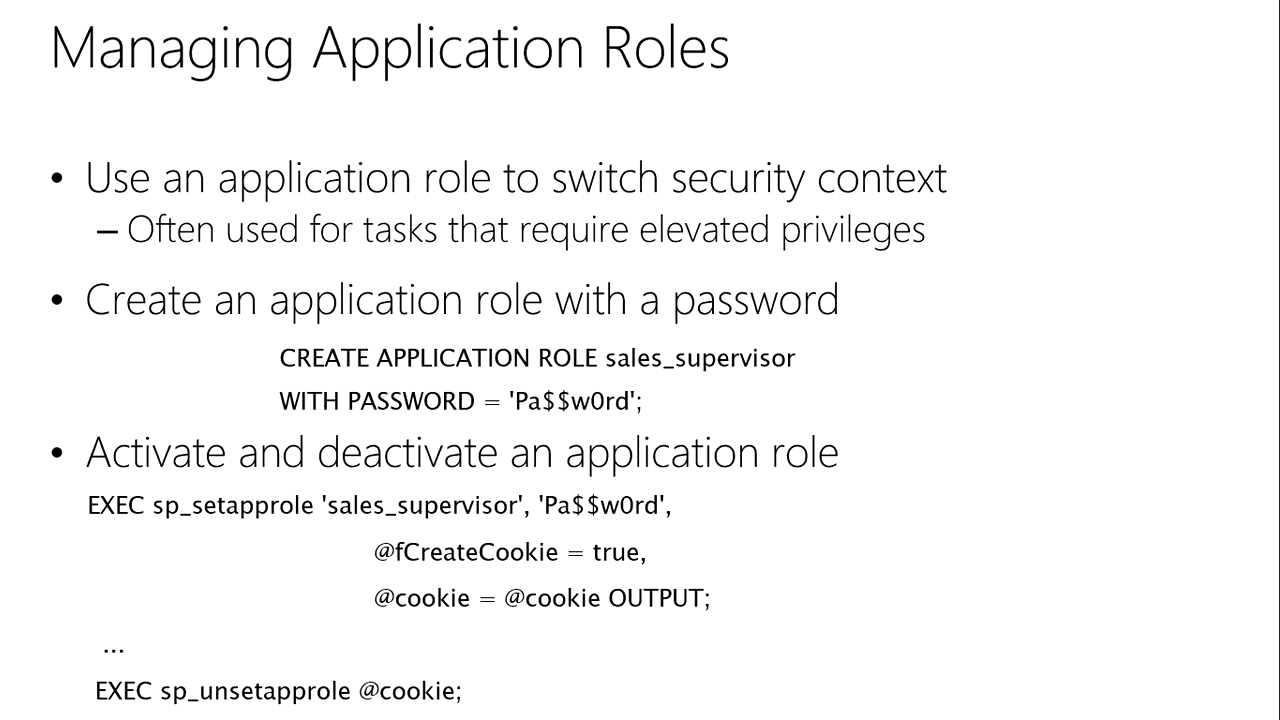 Managing Application Roles
• Use an application role to switch security context
– Often used for tasks that require elevated privileges
• Create an application role with a password
CREATE APPLICATION ROLE sales_supervisor
WITH PASSWORD = 'Pa$$w0rd';
• Activate and deactivate an application role
EXEC sp_setapprole 'sales_supervisor', 'Pa$$w0rd',
@fCreateCookie = true,
@cookie = @cookie OUTPUT;
...
EXEC sp_unsetapprole @cookie;